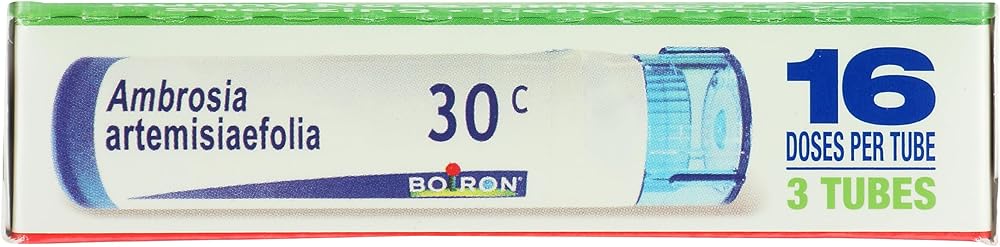 Ambrosia
artemisiaefolia
30 C
BOIRON
16
DOSES PER TUBE
3 TUBES